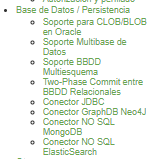 Base de Datos / Persistencia
Soporte para CLOB/BLOB
en Oracle
Soporte Multibase de
Datos
Soporte BBDD
Multiesquema
Two-Phase Commit entre
BBDD Relacionales
Conector JDBC
Conector GraphDB Neo4J
Conector NO SQL
MongoDB
Conector NO SQL
ElasticSearch